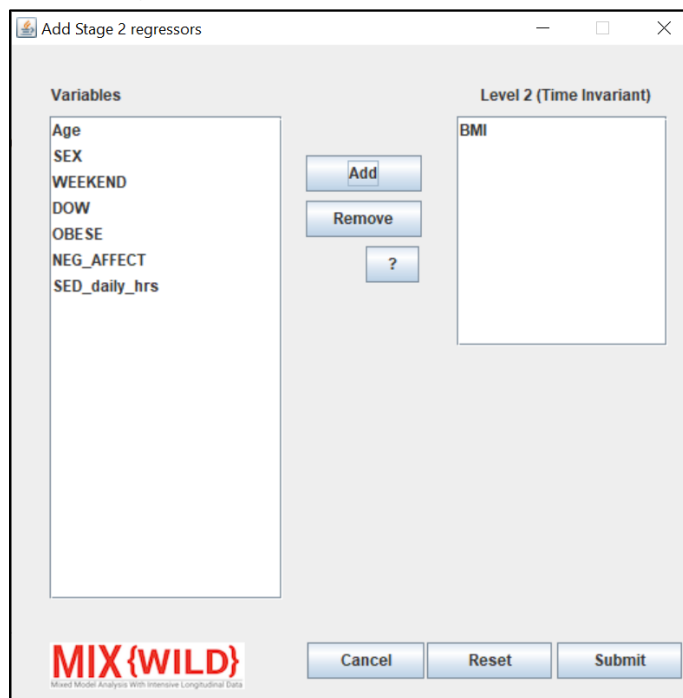 Add Stage 2 regressors
Variables
Level 2 (Time Invariant)
Age
SEX
WEEKEND
DOW
OBESE
NEG_AFFECT
SED_daily_hrs
Add
Remove
?
BMI
MIX{WILD}
Mixed Model Analysis With Intensive Longitudinal Data
Cancel
Reset
Submit